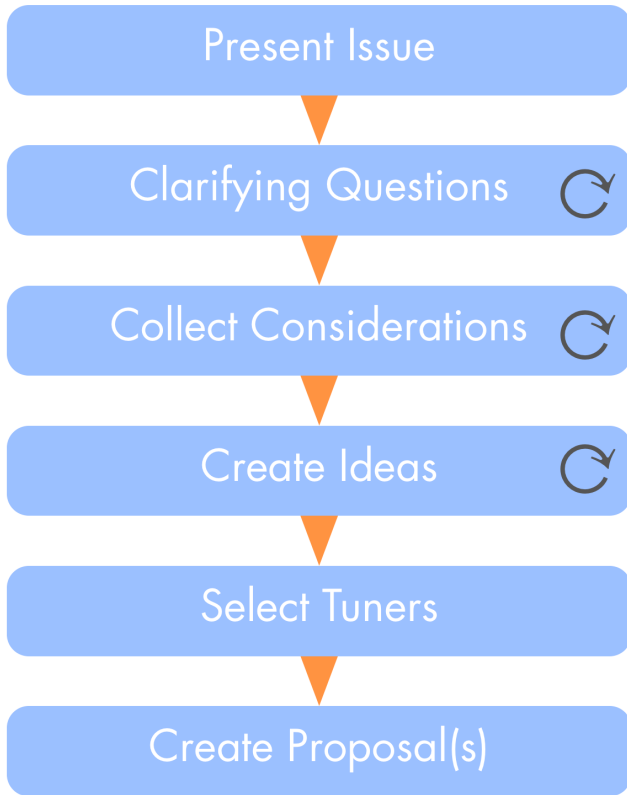 Present Issue
Clarifying Questions
Collect Considerations
Create Ideas
Select Tuners
Create Proposal(s)